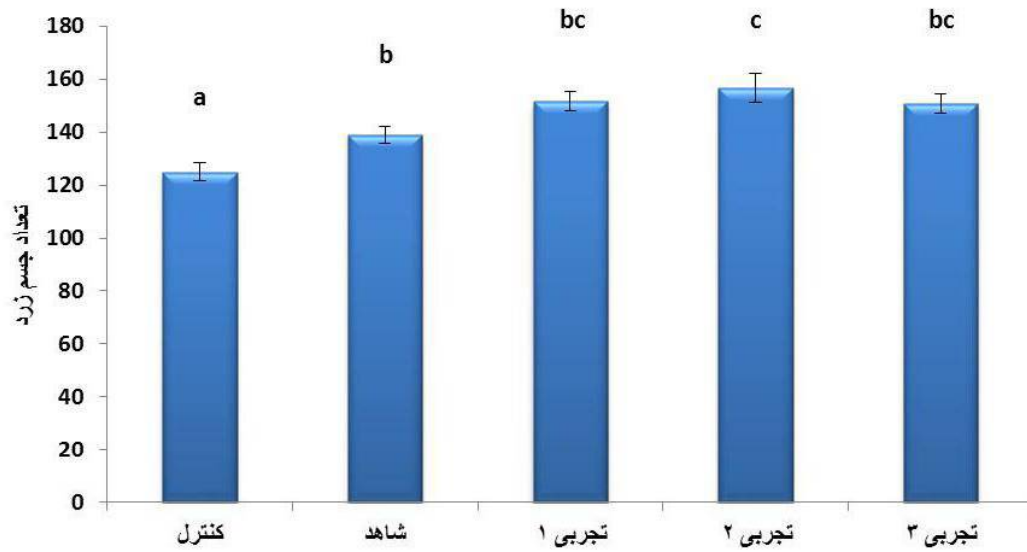 180
160
140
120
100
80
60
40
20
0
تعداد جسم زرد
a
b
bc
c
bc
کنترل
شاهد
تجربی ۱
تجربی ۲
تجربی ۳